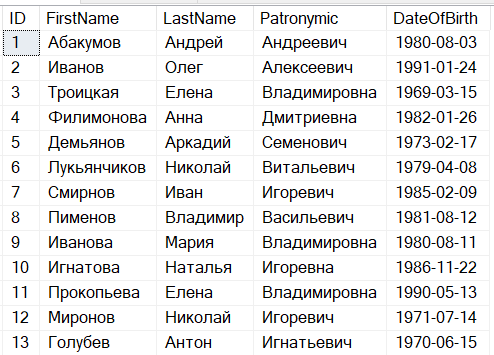 ID FirstName LastName Patronymic DateOfBirth
1 Абакумов Андрей Андреевич 1980-08-03
2 Иванов Олег Алексеевич 1991-01-24
3 Троицкая Елена Владимировна 1969-03-15
4 Филимонова Анна Дмитриевна 1982-01-26
5 Демьянов Аркадий Семенович 1973-02-17
6 Лукьянчиков Николай Витальевич 1979-04-08
7 Смирнов Иван Игоревич 1985-02-09
8 Пименов Владимир Васильевич 1981-08-12
9 Иванова Мария Владимировна 1980-08-11
10 Игнатова Наталья Игоревна 1986-11-22
11 Прокопьева Елена Владимировна 1990-05-13
12 Миронов Николай Игоревич 1971-07-14
13 Голубев Антон Игнатьевич 1970-06-15